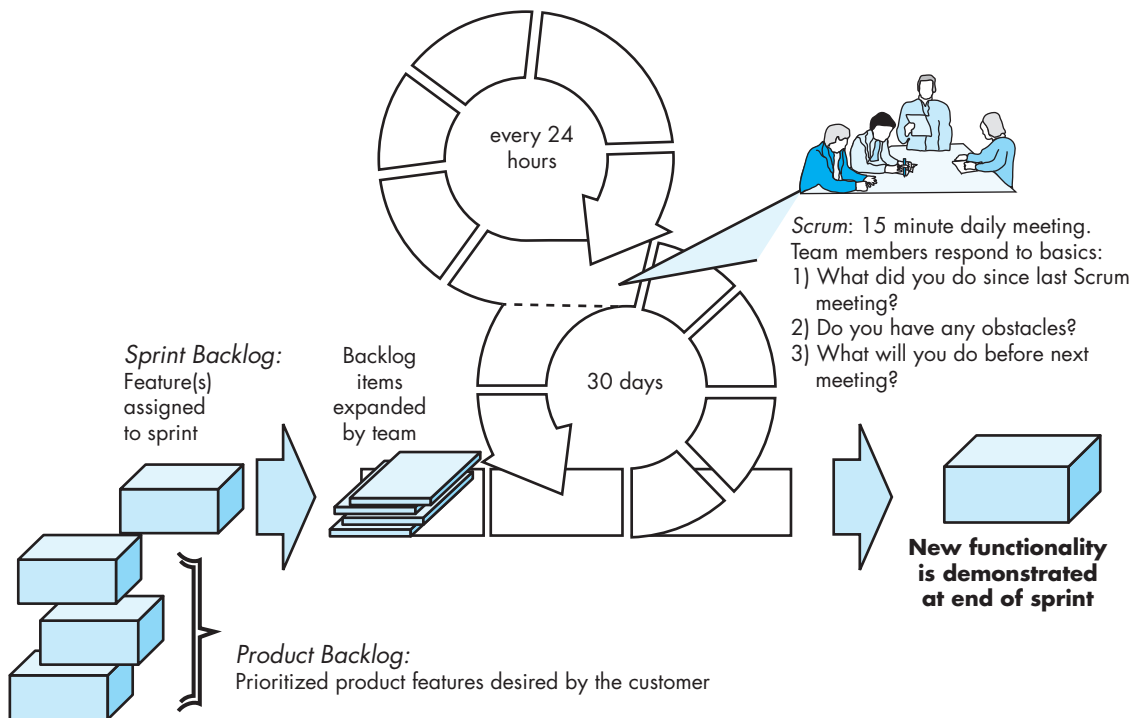 every 24
hours
Scrum: 15 minute daily meeting.
Team members respond to basics:
1) What did you do since last Scrum
meeting?
2) Do you have any obstacles?
3) What will you do before next
meeting?
Sprint Backlog:
Feature(s)
assigned
to sprint
Backlog
items
expanded
by team
30 days
New functionality
is demonstrated
at end of sprint
Product Backlog:
Prioritized product features desired by the customer